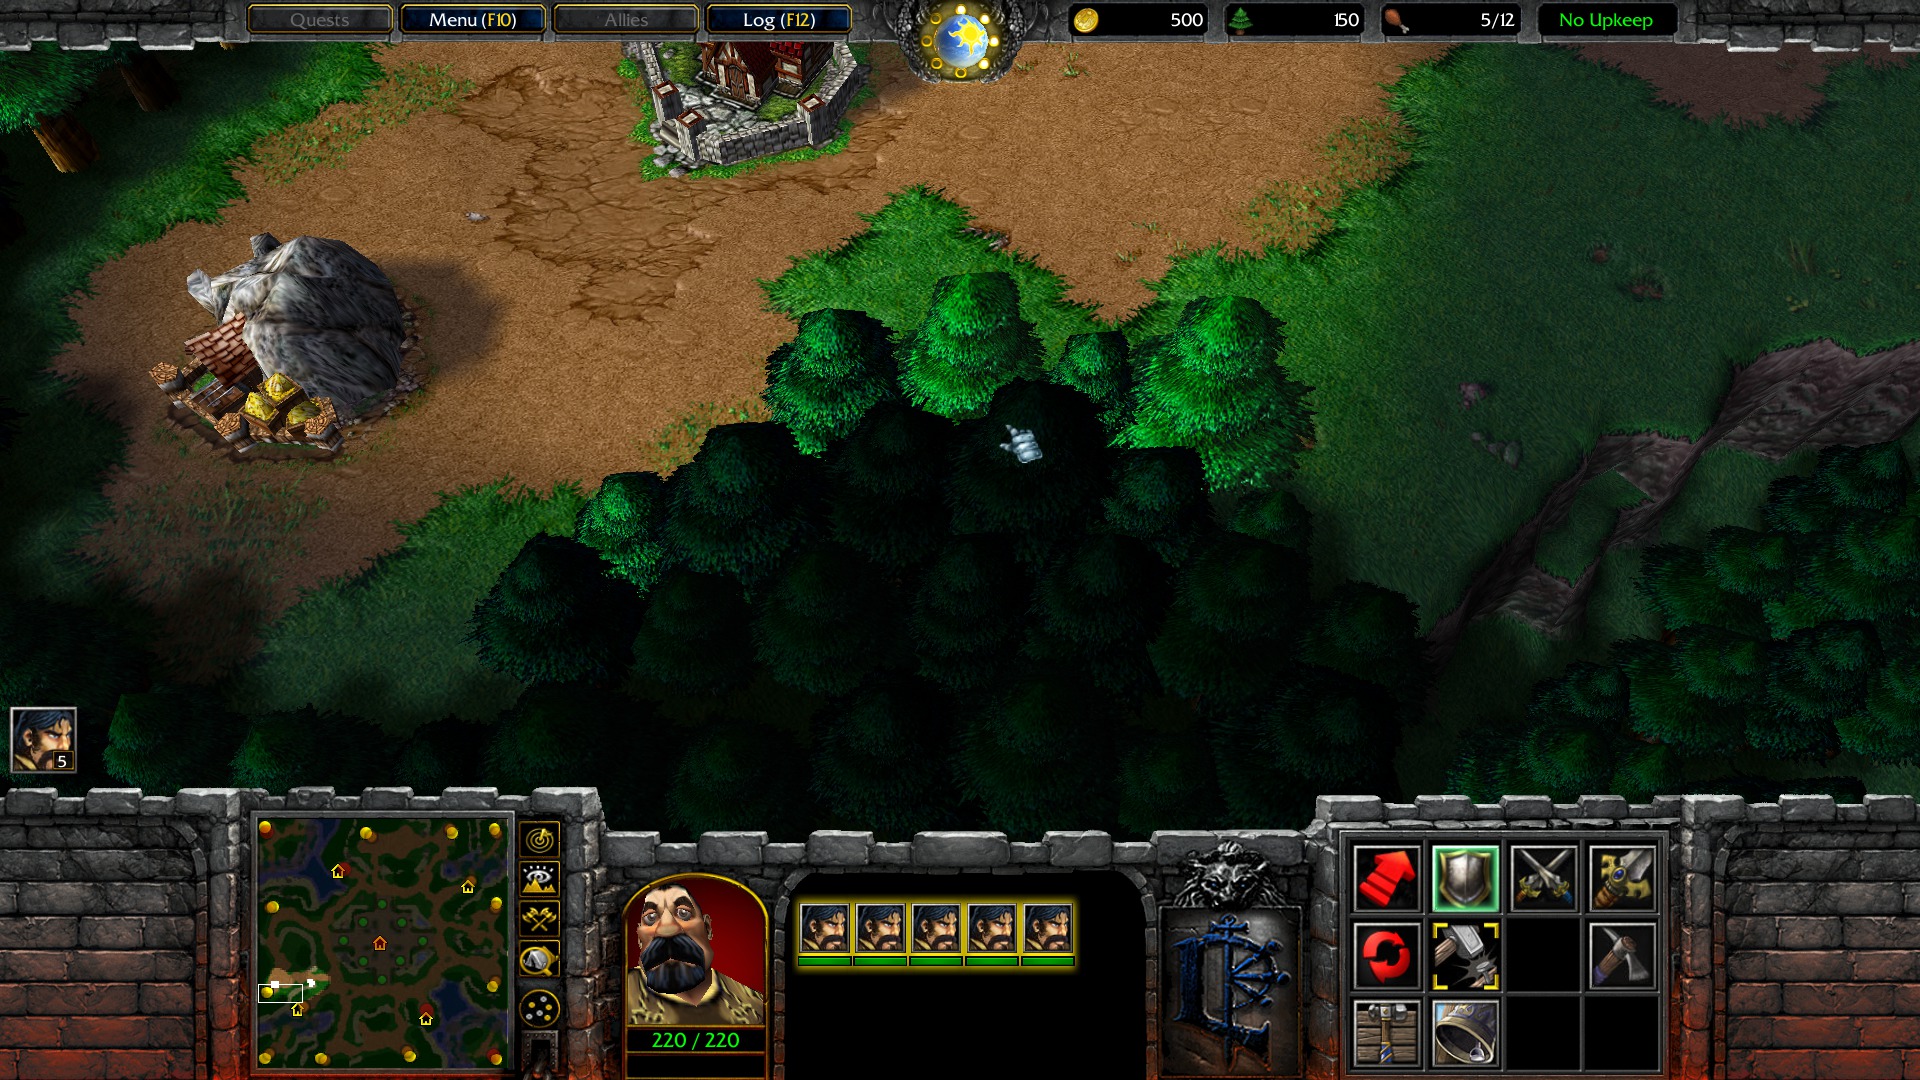 Quests
Menu (F10)
Allies
Log (F12)
500
150
5/12
No Upkeep
5
220 / 220